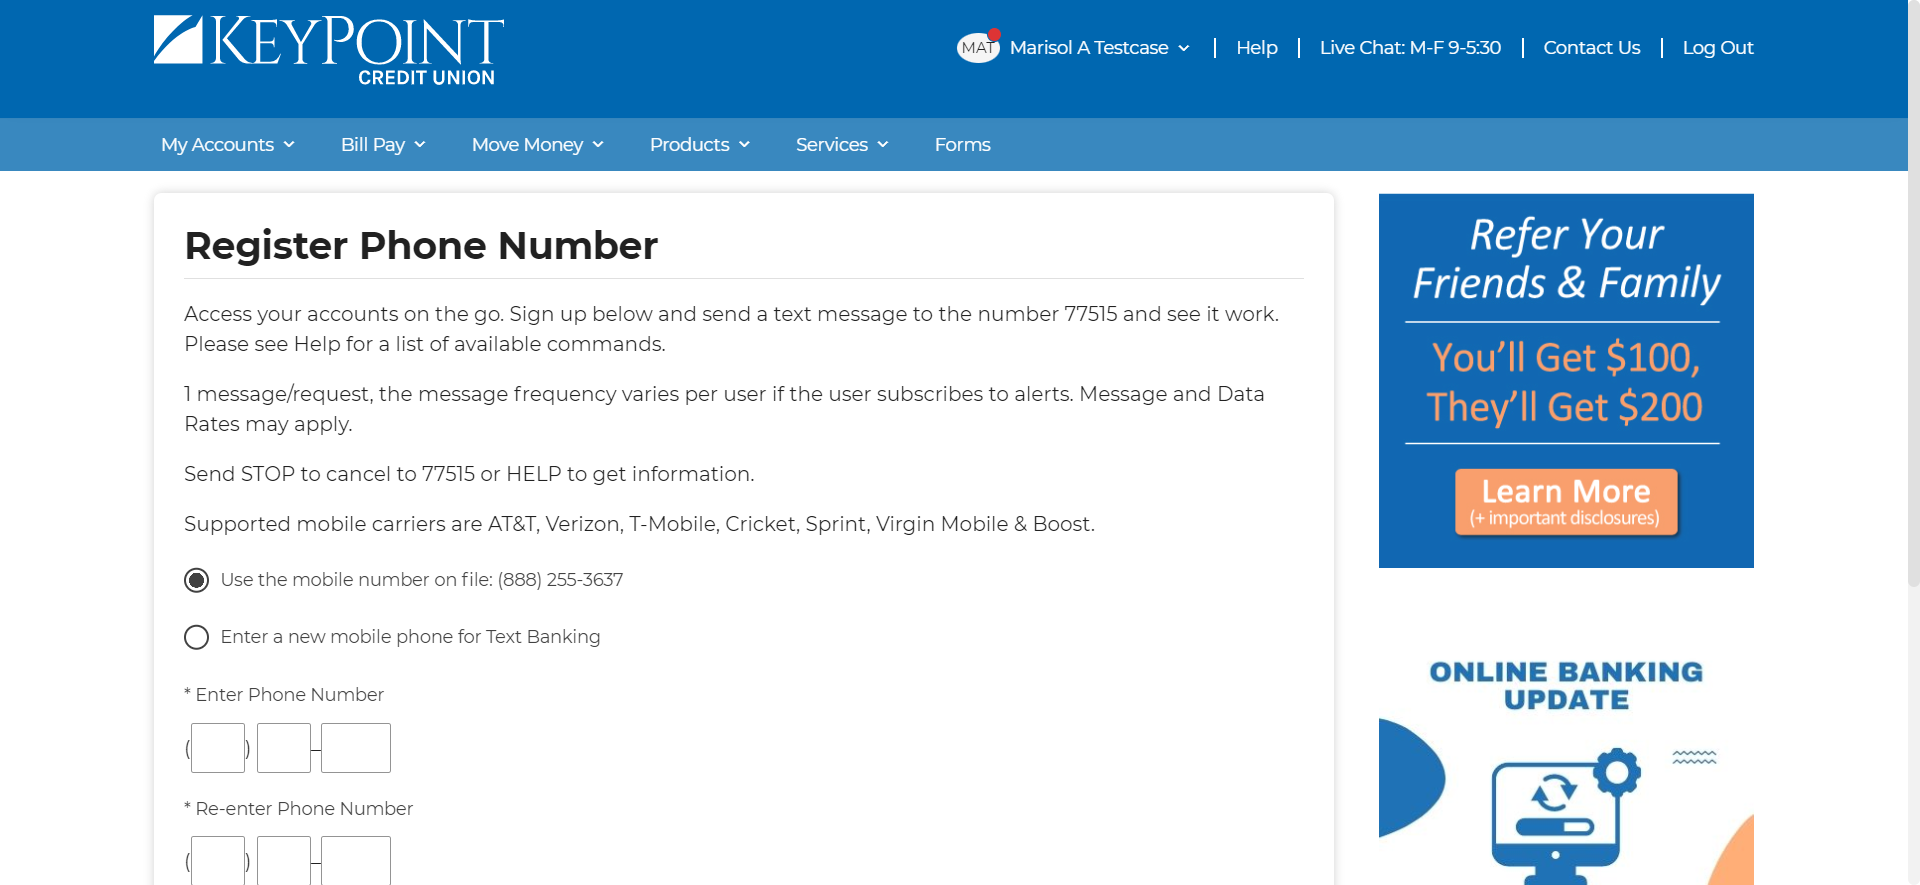 KEYPOINT
CREDIT UNION
MAT Marisol A Testcase
Help
Live Chat: M-F 9-5:30
Contact Us
Log Out
My Accounts
Bill Pay
Move Money
Products
Services
Forms
Register Phone Number
Access your accounts on the go. Sign up below and send a text message to the number 77515 and see it work.
Please see Help for a list of available commands.
1 message/request, the message frequency varies per user if the user subscribes to alerts. Message and Data
Rates may apply.
Send STOP to cancel to 77515 or HELP to get information.
Supported mobile carriers are AT&T, Verizon, T-Mobile, Cricket, Sprint, Virgin Mobile & Boost.
Use the mobile number on file: (888) 255-3637
Enter a new mobile phone for Text Banking
* Enter Phone Number
( ) –
* Re-enter Phone Number
( ) –
Refer Your
Friends & Family
You'll Get $100,
They'll Get $200
Learn More
(+ important disclosures)
ONLINE BANKING
UPDATE